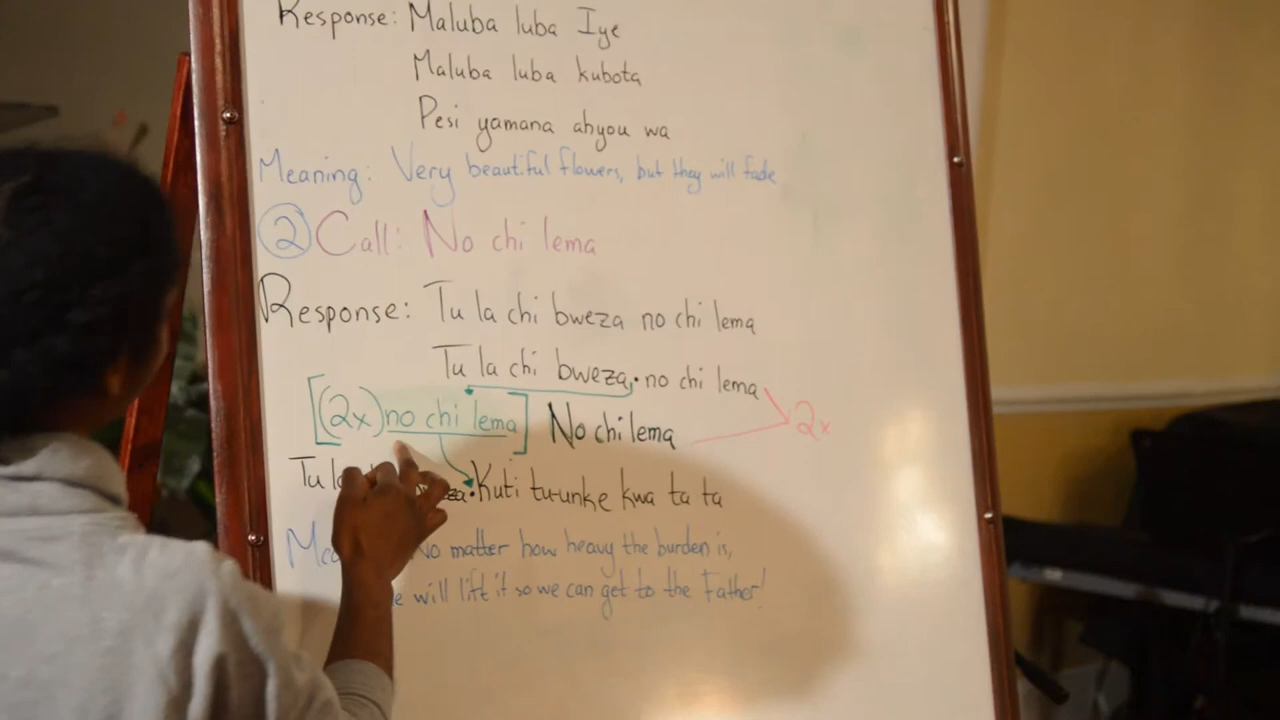 Response: Maluba luba Iye
Maluba luba kubota
Pesi yamana abyou wa
Meaning: Very beautiful flowers, but they will fade
2 Call: No chi lema
Response: Tu la chi bweza no chi lema
Tu la chi bweza, no chi lema
[(2x) no chi lema] No chi lema 2x
Kuti tu-unke kwa ta ta
No matter how heavy the burden is,
will lift it so we can get to the Father!